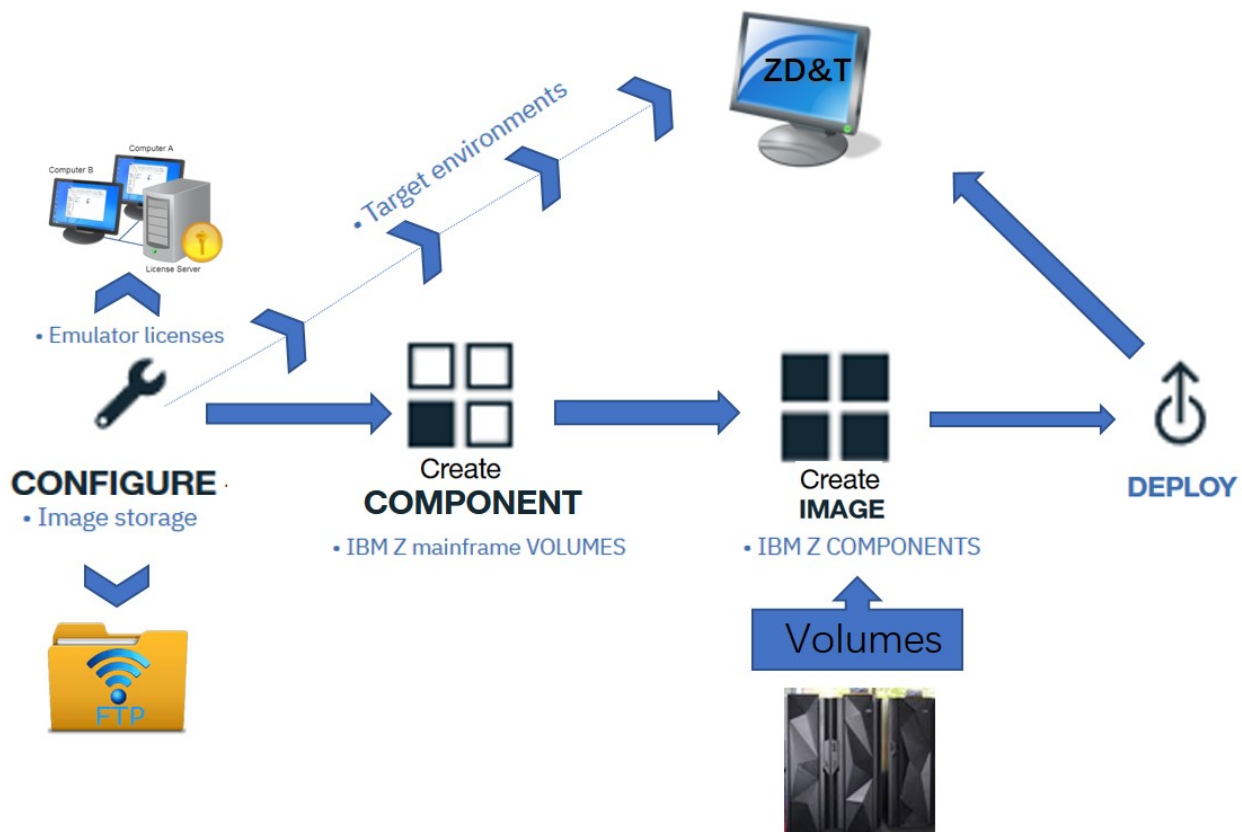 ZD&T
• Target environments
Computer A
Computer B
License Server
• Emulator licenses
CONFIGURE
• Image storage
FTP
Create
COMPONENT
• IBM Z mainframe VOLUMES
Create
IMAGE
• IBM Z COMPONENTS
Volumes
DEPLOY